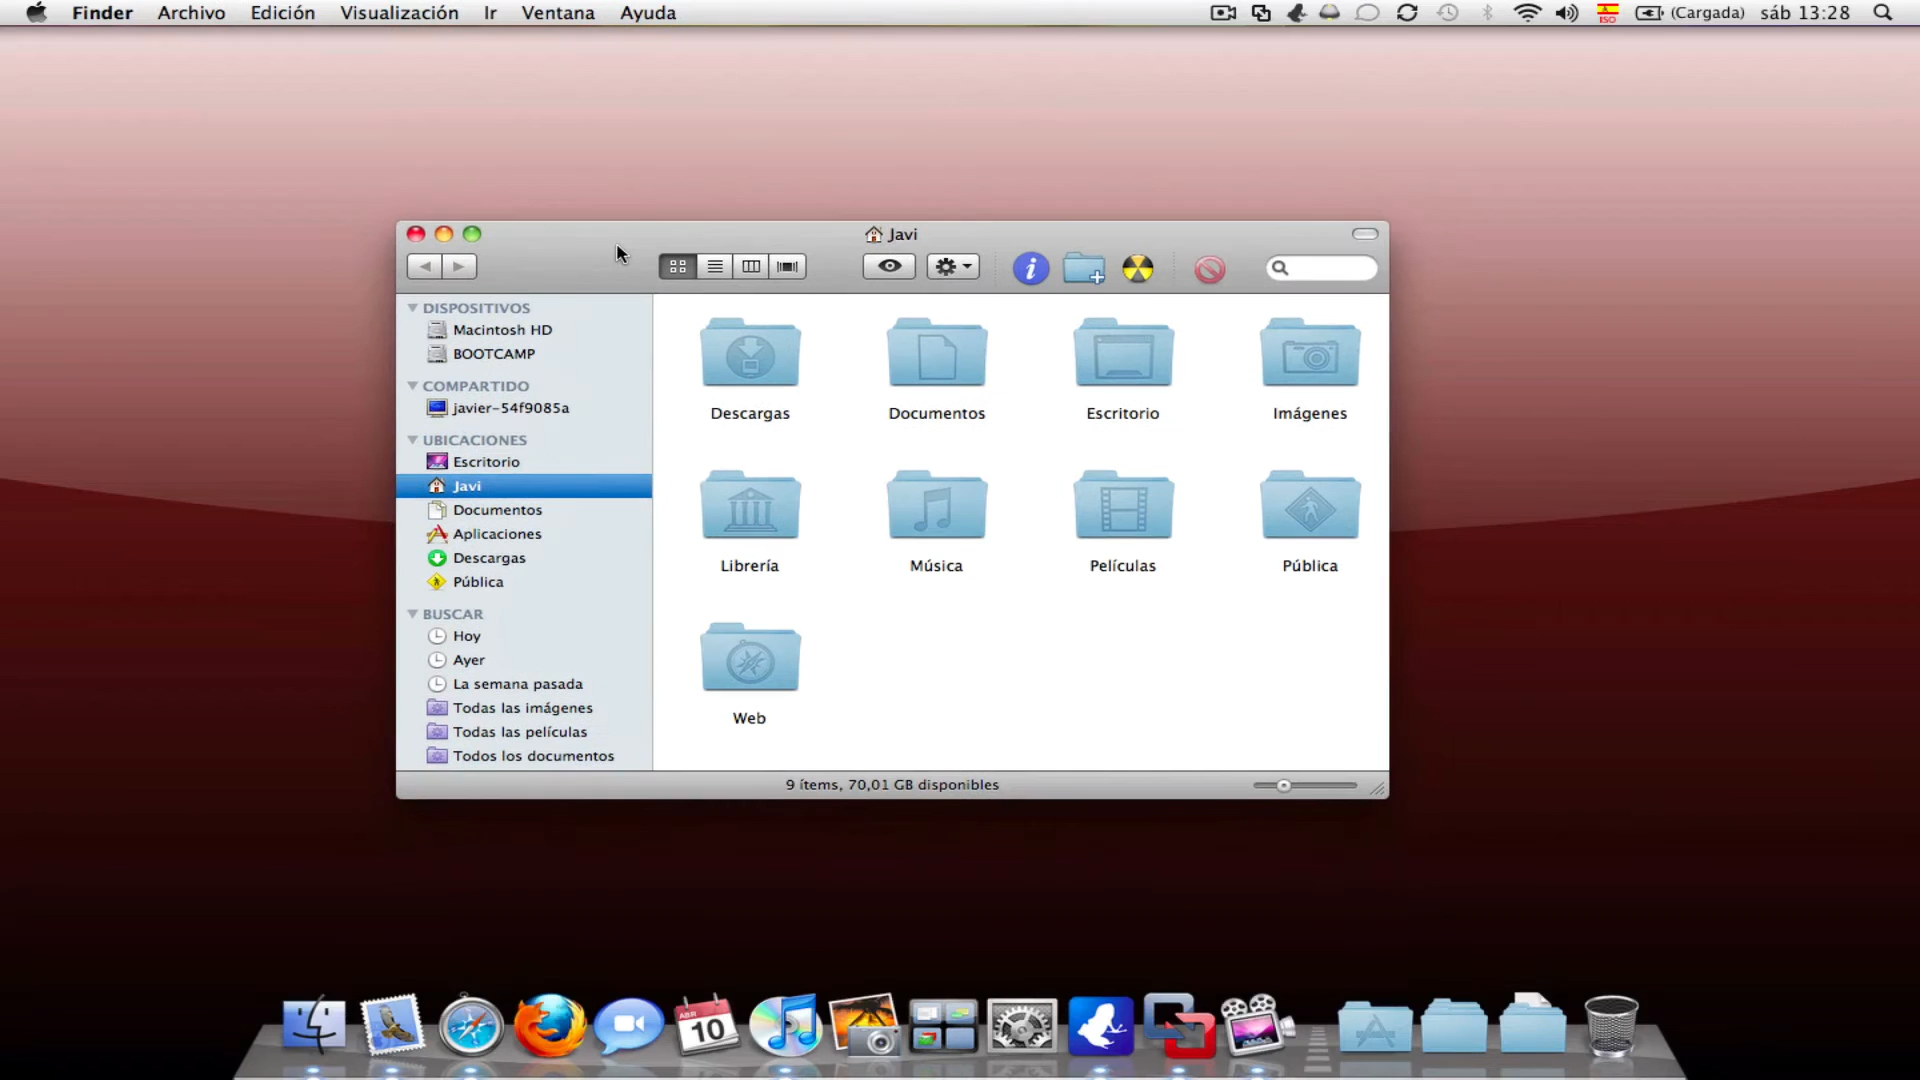 Finder Archivo Edición Visualización Ir Ventana Ayuda
ISO (Cargada) sáb 13:28
Javi
DISPOSITIVOS
Macintosh HD
BOOTCAMP
COMPARTIDO
javier-54f9085a
UBICACIONES
Escritorio
Javi
Documentos
Aplicaciones
Descargas
Pública
BUSCAR
Hoy
Ayer
La semana pasada
Todas las imágenes
Todas las películas
Todos los documentos
Descargas Documentos Escritorio Imágenes
Librería Música Películas Pública
Web
9 ítems, 70,01 GB disponibles
ABR
10